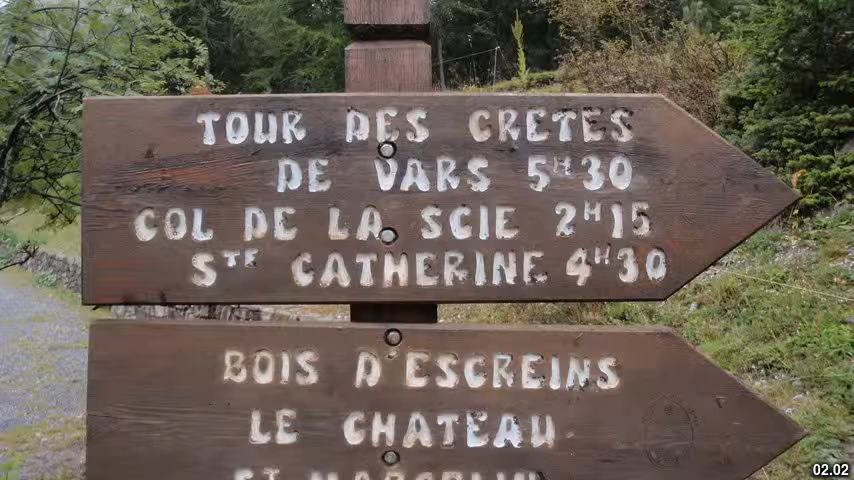 TOUR DES CRETES
DE VARS 5H30
COL DE LA SCIE 2H15
STE CATHERINE 4H30
BOIS D'ESCREINS
LE CHATEAU
02.02